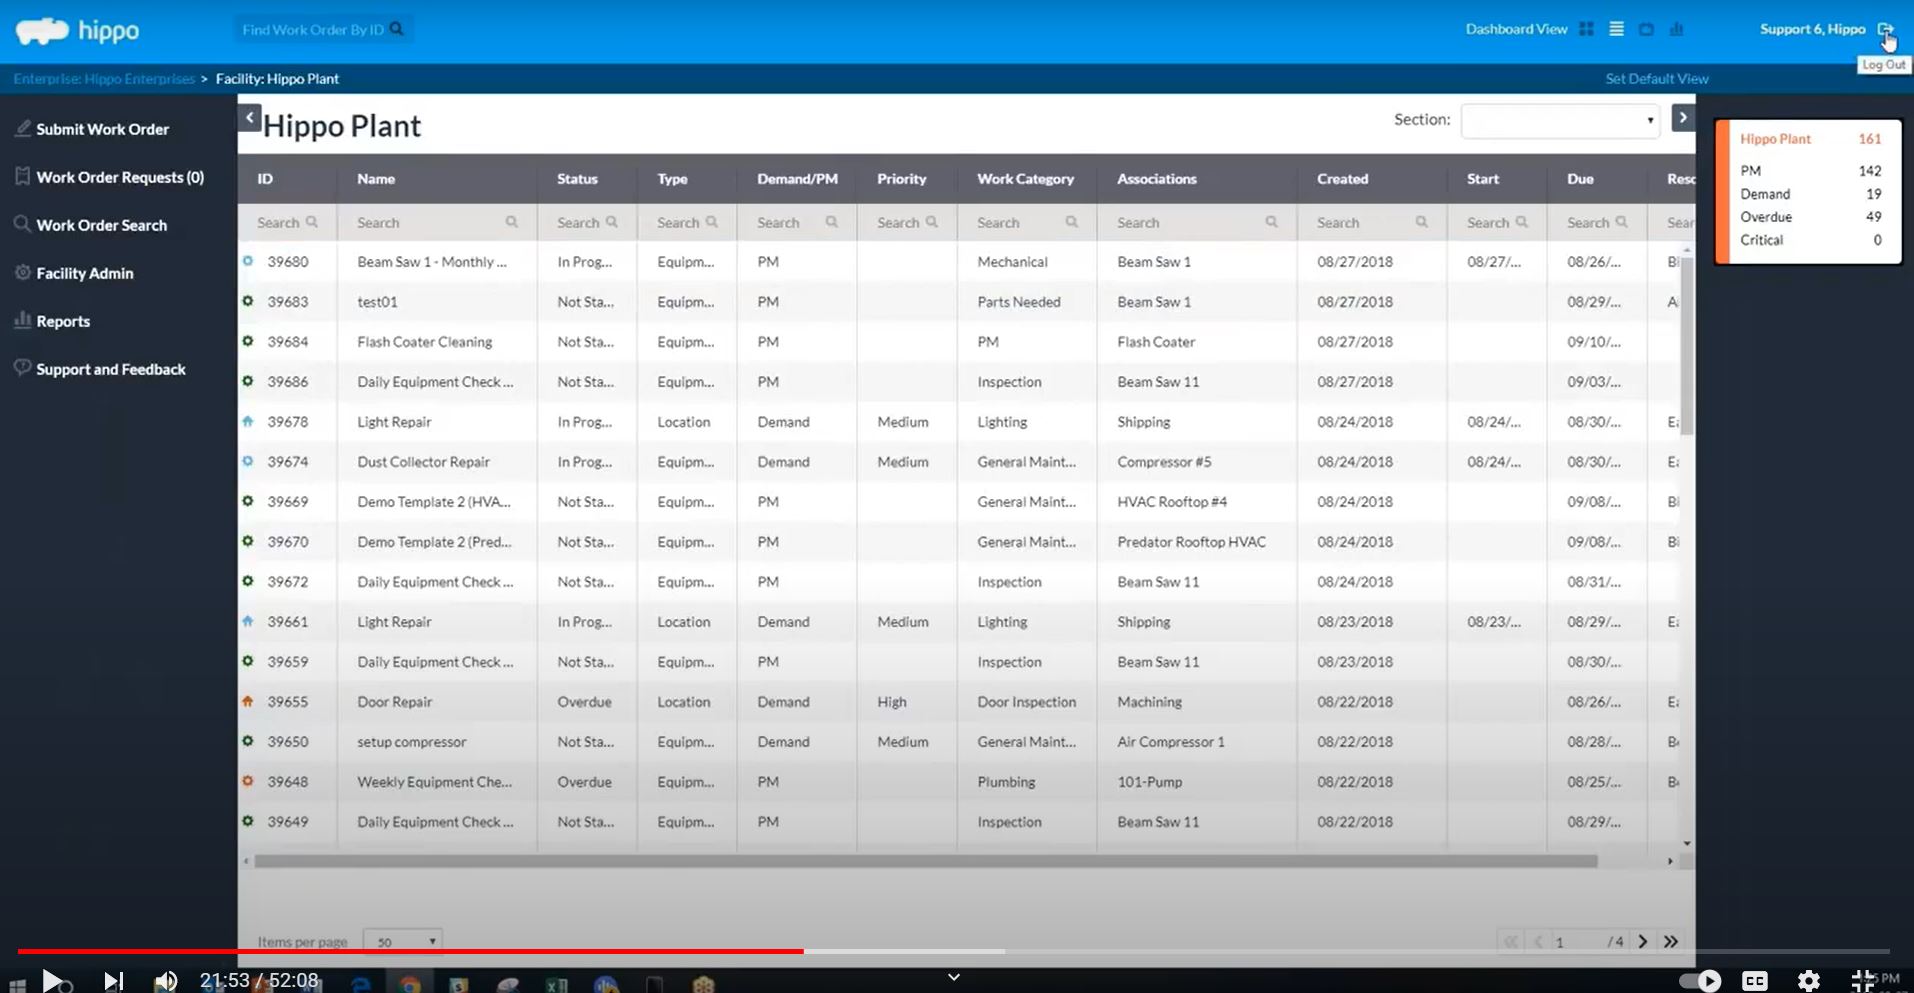 hippo
Find Work Order By ID
Dashboard View
Support 6, Hippo
Log Out
Enterprise: Hippo Enterprises > Facility: Hippo Plant
Set Default View
Submit Work Order
Work Order Requests (0)
Work Order Search
Facility Admin
Reports
Support and Feedback
Hippo Plant
Section:
ID Name Status Type Demand/PM Priority Work Category Associations Created Start Due
Search Search Search Search Search Search Search Search Search Search Search
39680 Beam Saw 1 - Monthly ... In Prog... Equipm... PM Mechanical Beam Saw 1 08/27/2018 08/27/... 08/26/...
39683 test01 Not Sta... Equipm... PM Parts Needed Beam Saw 1 08/27/2018 08/29/...
39684 Flash Coater Cleaning Not Sta... Equipm... PM PM Flash Coater 08/27/2018 09/10/...
39686 Daily Equipment Check ... Not Sta... Equipm... PM Inspection Beam Saw 11 08/27/2018 09/03/...
39678 Light Repair In Prog... Location Demand Medium Lighting Shipping 08/24/2018 08/24/... 08/30/...
39674 Dust Collector Repair In Prog... Equipm... Demand Medium General Maint... Compressor #5 08/24/2018 08/24/... 08/30/...
39669 Demo Template 2 (HVA... Not Sta... Equipm... PM General Maint... HVAC Rooftop #4 08/24/2018 09/08/...
39670 Demo Template 2 (Pred... Not Sta... Equipm... PM General Maint... Predator Rooftop HVAC 08/24/2018 09/08/...
39672 Daily Equipment Check ... Not Sta... Equipm... PM Inspection Beam Saw 11 08/24/2018 08/31/...
39661 Light Repair In Prog... Location Demand Medium Lighting Shipping 08/23/2018 08/23/... 08/29/...
39659 Daily Equipment Check ... Not Sta... Equipm... PM Inspection Beam Saw 11 08/23/2018 08/30/...
39655 Door Repair Overdue Location Demand High Door Inspection Machining 08/22/2018 08/26/...
39650 setup compressor Not Sta... Equipm... Demand Medium General Maint... Air Compressor 1 08/22/2018 08/28/...
39648 Weekly Equipment Che... Overdue Equipm... PM Plumbing 101-Pump 08/22/2018 08/25/...
39649 Daily Equipment Check ... Not Sta... Equipm... PM Inspection Beam Saw 11 08/22/2018 08/29/...
Items per page 50
1 / 4
Hippo Plant 161
PM 142
Demand 19
Overdue 49
Critical 0
21:53 / 52:08
CC